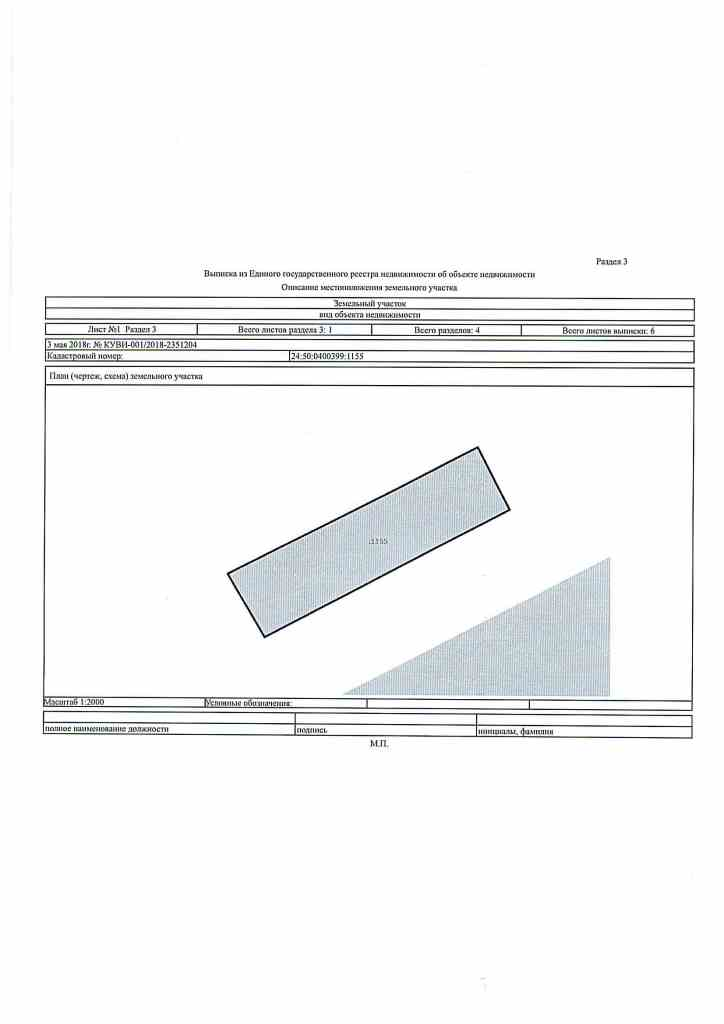 Раздел 3
Выписка из Единого государственного реестра недвижимости об объекте недвижимости
Описание местоположения земельного участка
Земельный участок
вид объекта недвижимости
Лист №1 Раздел 3 Всего листов раздела 3: 1 Всего разделов: 4 Всего листов выписки: 6
3 мая 2018г. № КУВИ-001/2018-2351204
Кадастровый номер: 24:50:0400399:1155
План (чертеж, схема) земельного участка
:1155
Масштаб 1:2000 Условные обозначения:
полное наименование должности подпись инициалы, фамилия
М.П.